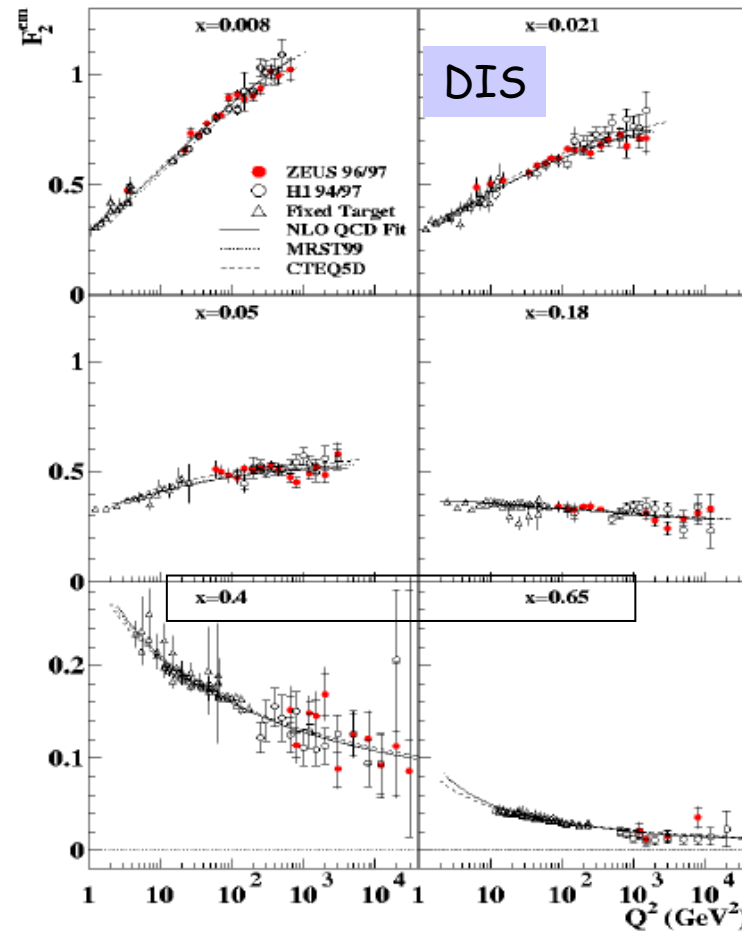 F₂ᵉᵐ
x=0.008
x=0.021
DIS
1
0.5
0
ZEUS 96/97
H1 94/97
Fixed Target
NLO QCD Fit
MRST99
CTEQ5D
x=0.05
x=0.18
1
0.5
0
x=0.4
x=0.65
0.2
0.1
0
1 10 10² 10³ 10⁴ 1 10 10² 10³ 10⁴
Q² (GeV²)